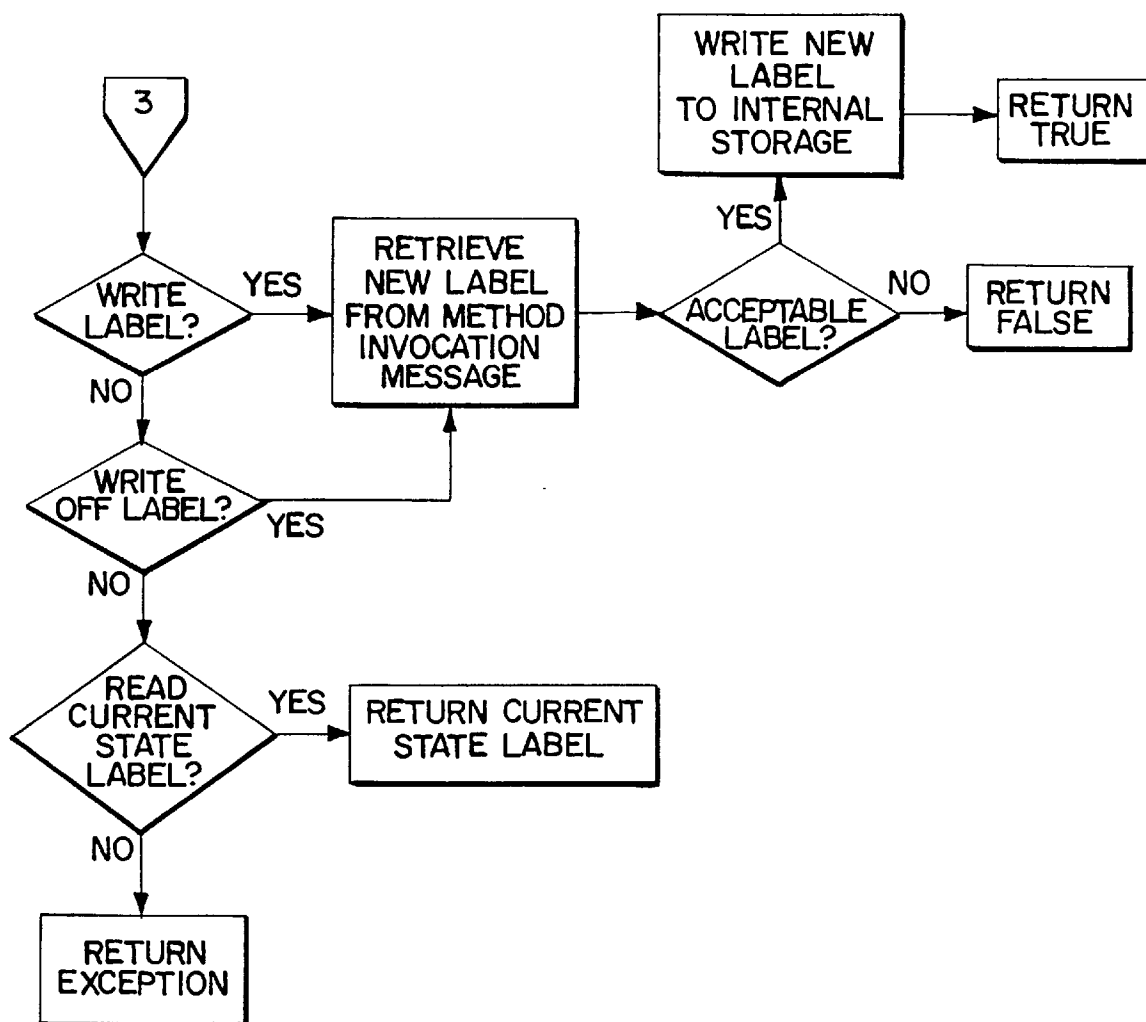 3
WRITE
LABEL?
YES
NO
RETRIEVE
NEW LABEL
FROM METHOD
INVOCATION
MESSAGE
WRITE NEW
LABEL
TO INTERNAL
STORAGE
RETURN
TRUE
YES
ACCEPTABLE
LABEL?
NO
RETURN
FALSE
WRITE
OFF LABEL?
YES
NO
READ
CURRENT
STATE
LABEL?
YES
RETURN CURRENT
STATE LABEL
NO
RETURN
EXCEPTION